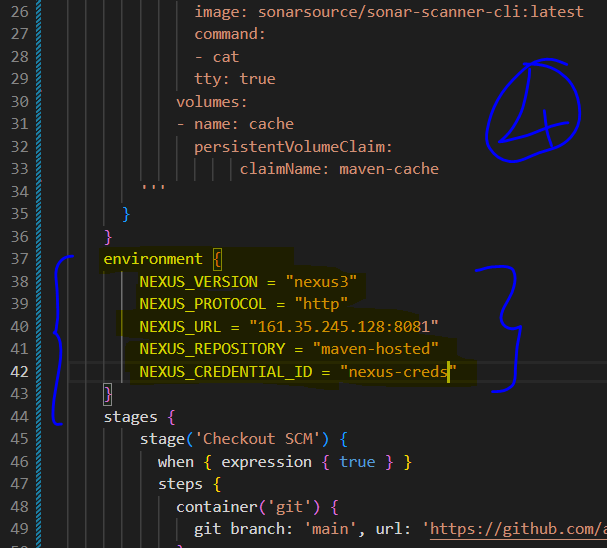 26 image: sonarsource/sonar-scanner-cli:latest
27 command:
28 - cat
29 tty: true
30 volumes:
31 - name: cache
32 persistentVolumeClaim:
33 claimName: maven-cache
34 '''
35 }
36 }
37 environment {
38 NEXUS_VERSION = "nexus3"
39 NEXUS_PROTOCOL = "http"
40 NEXUS_URL = "161.35.245.128:8081"
41 NEXUS_REPOSITORY = "maven-hosted"
42 NEXUS_CREDENTIAL_ID = "nexus-creds"
43 }
44 stages {
45 stage('Checkout SCM') {
46 when { expression { true } }
47 steps {
48 container('git') {
49 git branch: 'main', url: 'https://github.com/a
4